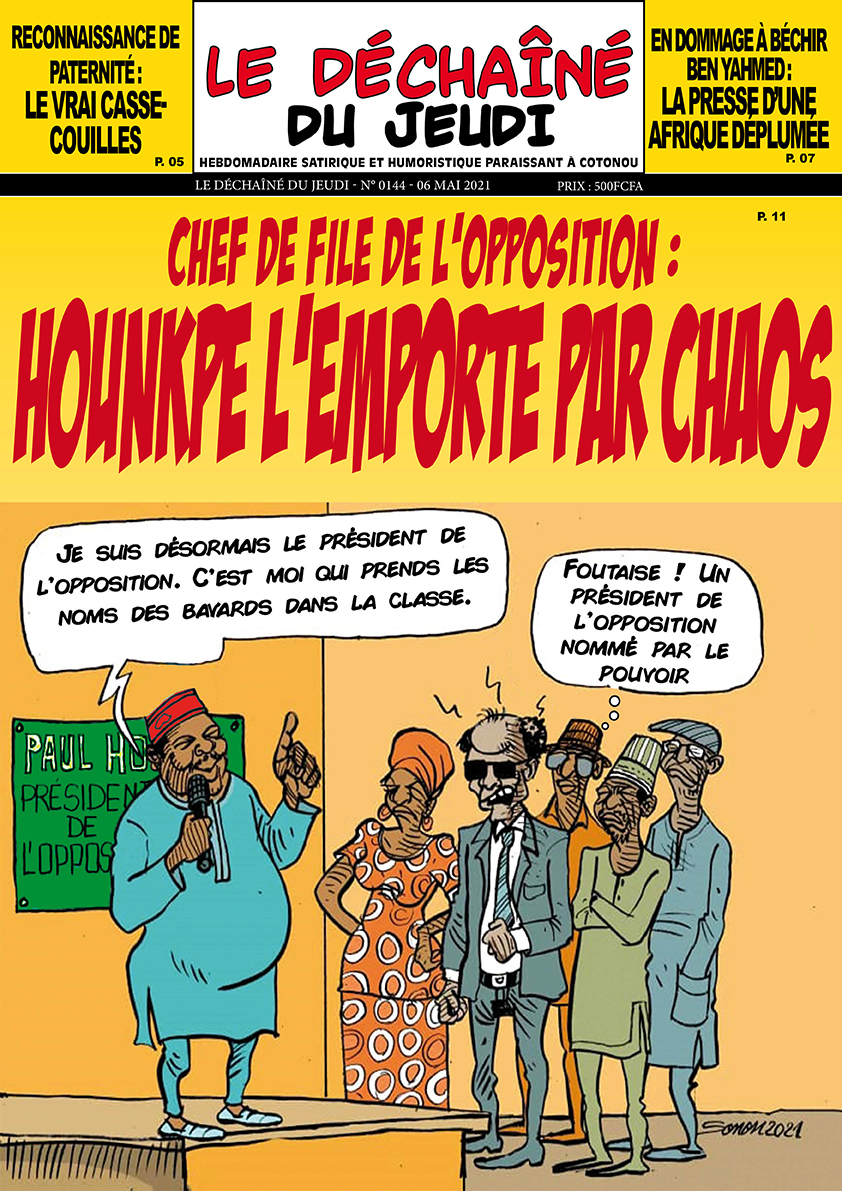 RECONNAISSANCE DE
PATERNITÉ :
LE VRAI CASSE-
COUILLES
P. 05
LE DÉCHAÎNÉ
DU JEUDI
HEBDOMADAIRE SATIRIQUE ET HUMORISTIQUE PARAISSANT À COTONOU
EN DOMMAGE À BÉCHIR
BEN YAHMED :
LA PRESSE D'UNE
AFRIQUE DÉPLUMÉE
P. 07
LE DÉCHAÎNÉ DU JEUDI - N° 0144 - 06 MAI 2021
PRIX : 500FCFA
P. 11
CHEF DE FILE DE L'OPPOSITION :
HOUNKPE L'EMPORTE PAR CHAOS
JE SUIS DÉSORMAIS LE PRÉSIDENT DE
L'OPPOSITION. C'EST MOI QUI PRENDS LES
NOMS DES BAVARDS DANS LA CLASSE.
FOUTAISE ! UN
PRÉSIDENT DE
L'OPPOSITION
NOMMÉ PAR LE
POUVOIR
PAUL HO
PRÉSIDENT
DE
L'OPPOS
SONON 2021